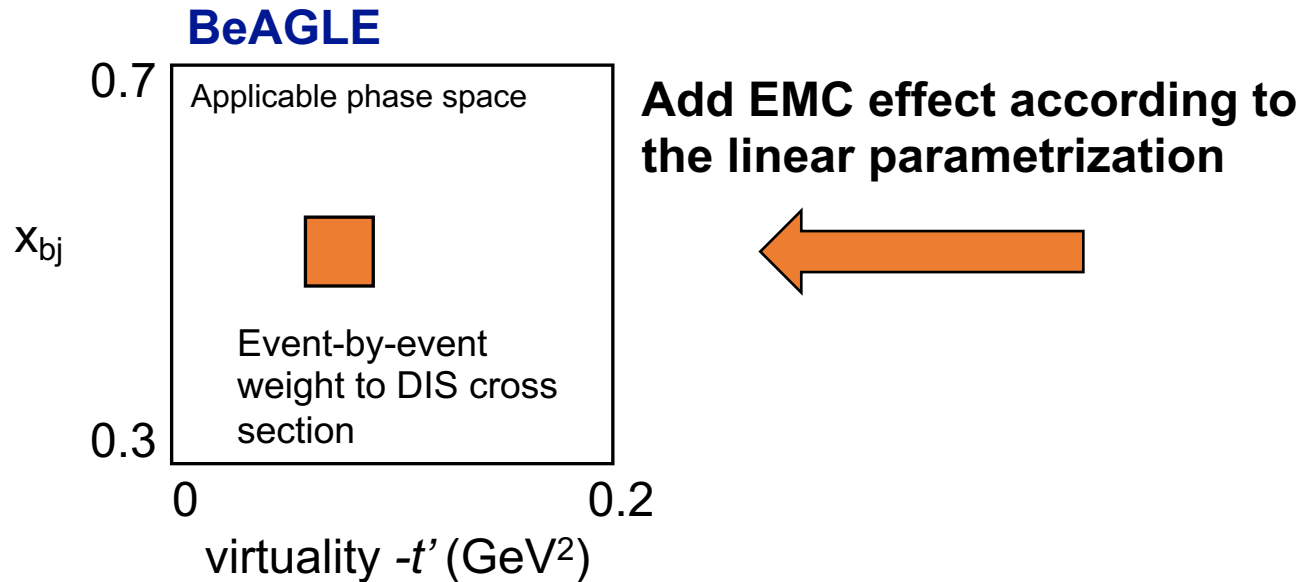 BeAGLE
0.7
Applicable phase space
Add EMC effect according to
the linear parametrization
x_bj
Event-by-event
weight to DIS cross
section
0.3
0
0.2
virtuality -t’ (GeV²)